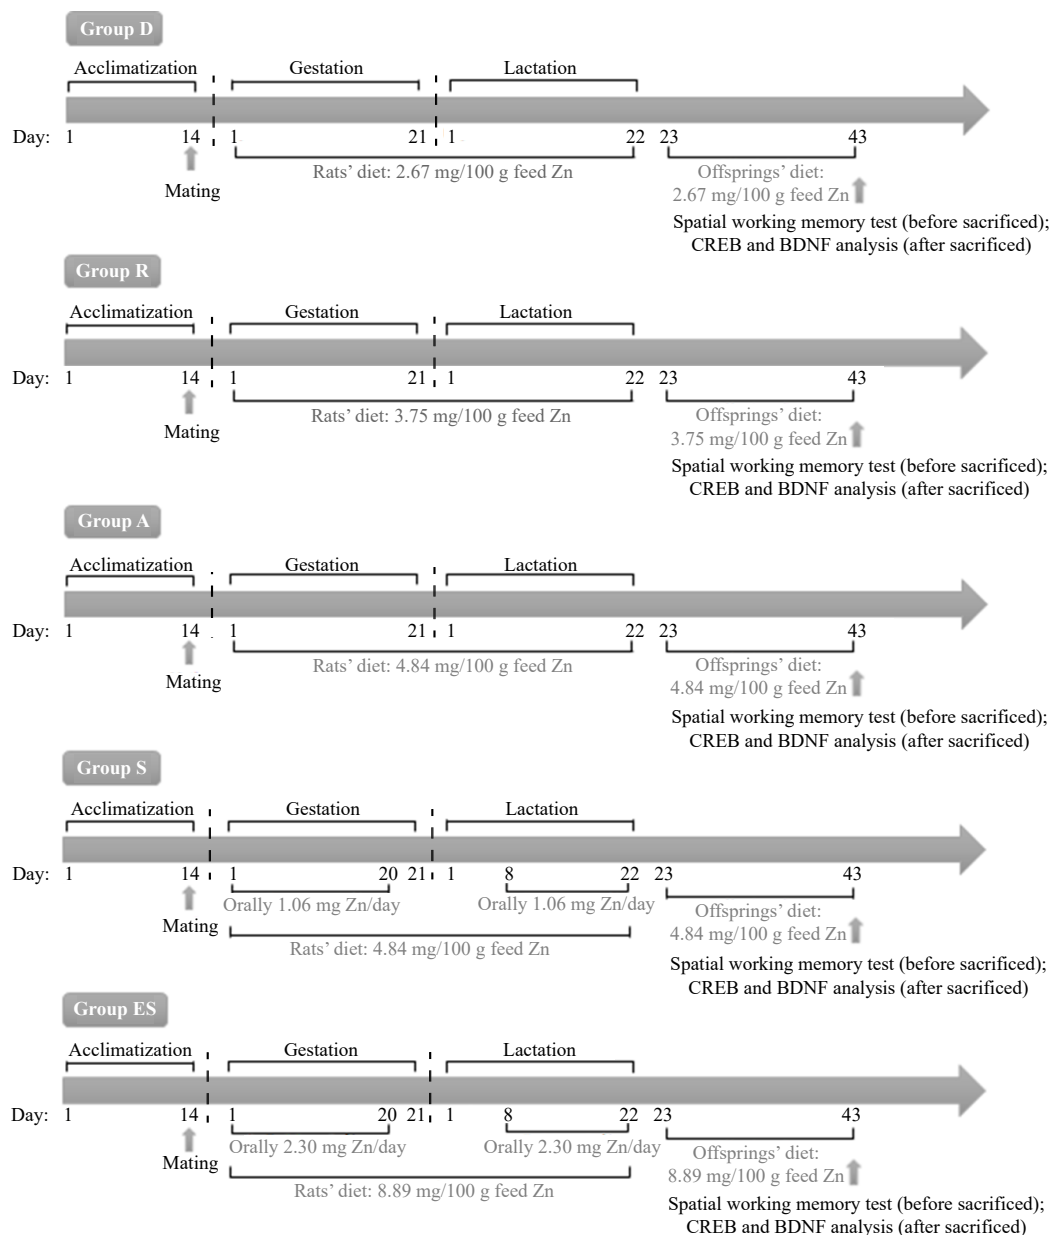 Group D
Acclimatization Gestation Lactation
Day: 1 14 1 21 1 22 23 43
Mating
Rats' diet: 2.67 mg/100 g feed Zn
Offsprings' diet:
2.67 mg/100 g feed Zn
Spatial working memory test (before sacrificed);
CREB and BDNF analysis (after sacrificed)
Group R
Acclimatization Gestation Lactation
Day: 1 14 1 21 1 22 23 43
Mating
Rats' diet: 3.75 mg/100 g feed Zn
Offsprings' diet:
3.75 mg/100 g feed Zn
Spatial working memory test (before sacrificed);
CREB and BDNF analysis (after sacrificed)
Group A
Acclimatization Gestation Lactation
Day: 1 14 1 21 1 22 23 43
Mating
Rats' diet: 4.84 mg/100 g feed Zn
Offsprings' diet:
4.84 mg/100 g feed Zn
Spatial working memory test (before sacrificed);
CREB and BDNF analysis (after sacrificed)
Group S
Acclimatization Gestation Lactation
Day: 1 14 1 20 21 1 8 22 23 43
Mating
Orally 1.06 mg Zn/day Orally 1.06 mg Zn/day
Rats' diet: 4.84 mg/100 g feed Zn
Offsprings' diet:
4.84 mg/100 g feed Zn
Spatial working memory test (before sacrificed);
CREB and BDNF analysis (after sacrificed)
Group ES
Acclimatization Gestation Lactation
Day: 1 14 1 20 21 1 8 22 23 43
Mating
Orally 2.30 mg Zn/day Orally 2.30 mg Zn/day
Rats' diet: 8.89 mg/100 g feed Zn
Offsprings' diet:
8.89 mg/100 g feed Zn
Spatial working memory test (before sacrificed);
CREB and BDNF analysis (after sacrificed)